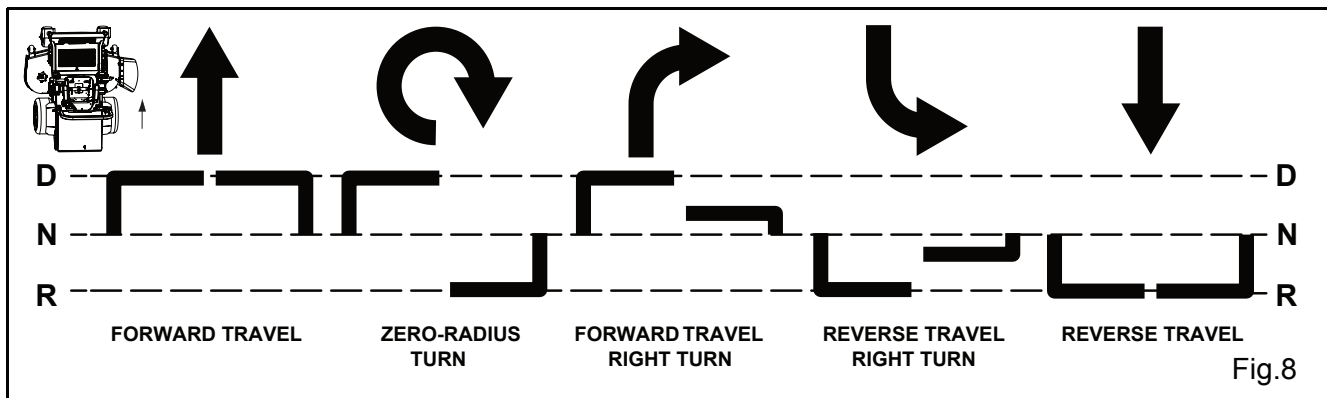 D D
N N
R R
FORWARD TRAVEL
ZERO-RADIUS
TURN
FORWARD TRAVEL
RIGHT TURN
REVERSE TRAVEL
RIGHT TURN
REVERSE TRAVEL
Fig.8